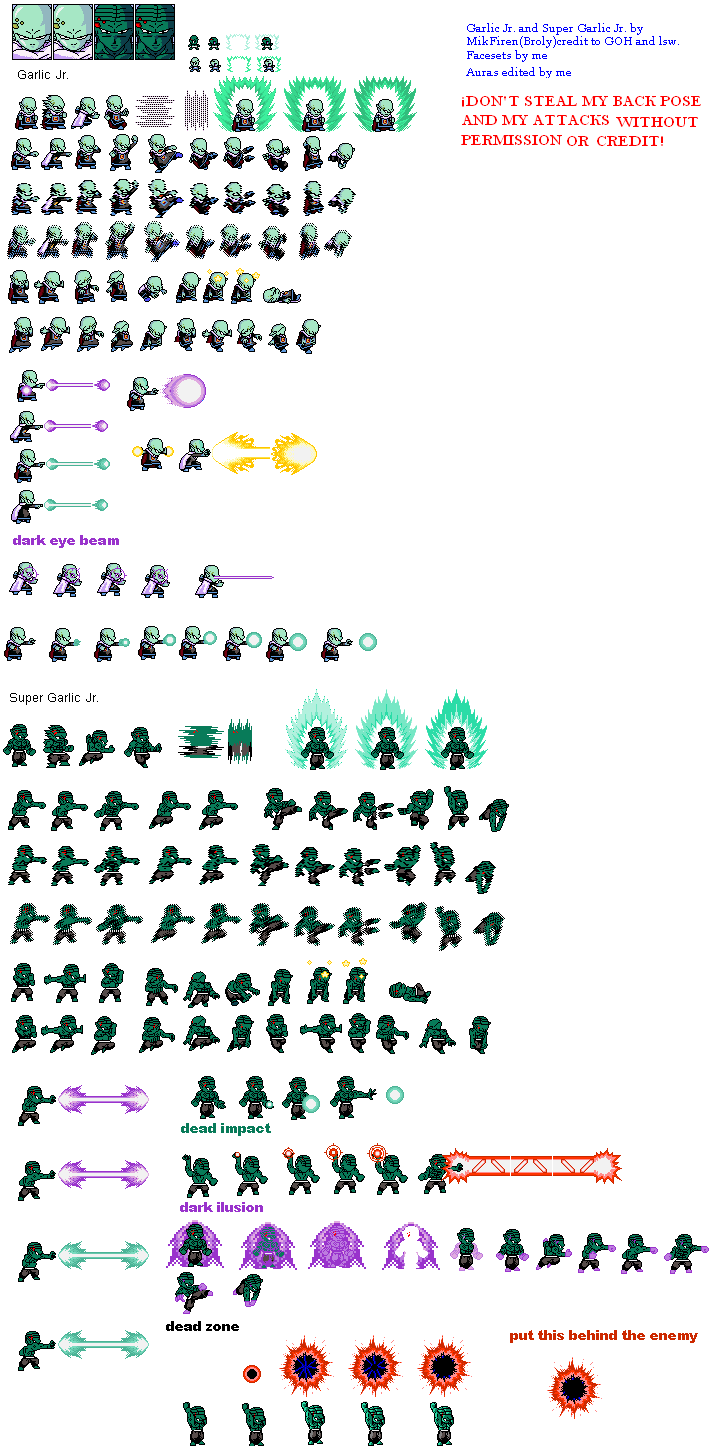 Garlic Jr. and Super Garlic Jr. by
MikFiren(Broly)credit to GOH and lsw.
Facesets by me
Auras edited by me
Garlic Jr.
¡DON'T STEAL MY BACK POSE
AND MY ATTACKS WITHOUT
PERMISSION OR CREDIT!
dark eye beam
Super Garlic Jr.
dead impact
dark ilusion
dead zone
put this behind the enemy